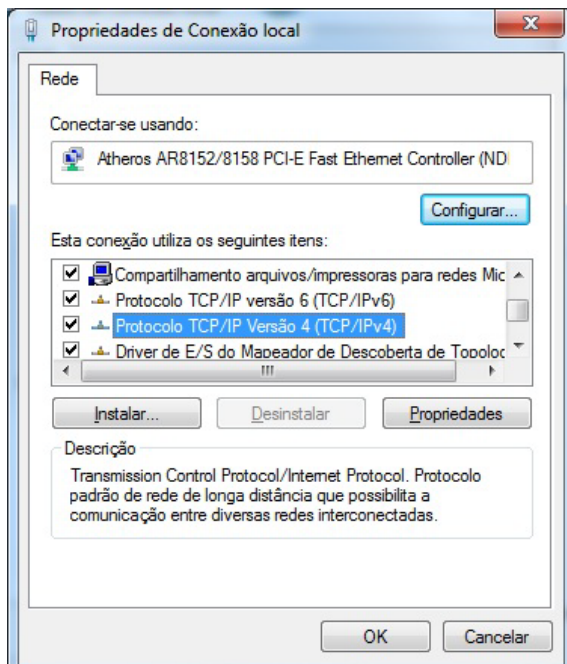 Propriedades de Conexão local
Rede
Conectar-se usando:
Atheros AR8152/8158 PCI-E Fast Ethernet Controller (ND
Configurar...
Esta conexão utiliza os seguintes itens:
Compartilhamento arquivos/impressoras para redes Mic
Protocolo TCP/IP versão 6 (TCP/IPv6)
Protocolo TCP/IP Versão 4 (TCP/IPv4)
Driver de E/S do Mapeador de Descoberta de Topoloc
Instalar...
Desinstalar
Propriedades
Descrição
Transmission Control Protocol/Internet Protocol. Protocolo
padrão de rede de longa distância que possibilita a
comunicação entre diversas redes interconectadas.
OK
Cancelar